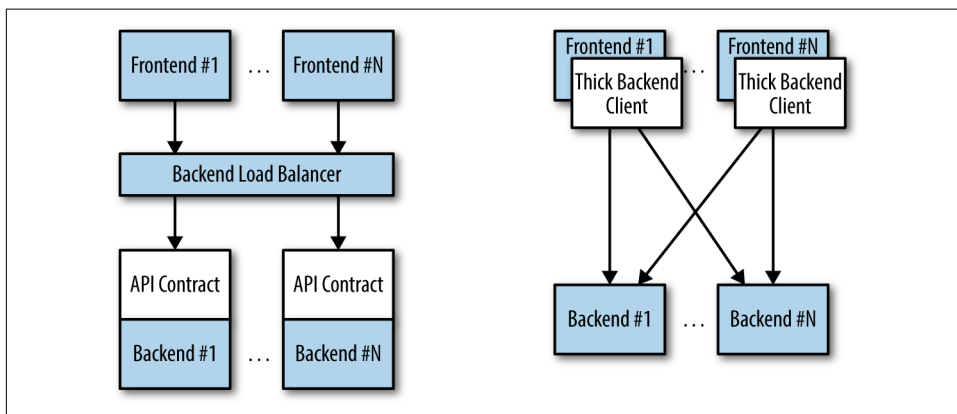 Frontend #1
...
Frontend #N
Backend Load Balancer
API Contract
API Contract
Backend #1
...
Backend #N
Frontend #1
...
Frontend #N
Thick Backend
Client
Thick Backend
Client
Backend #1
...
Backend #N